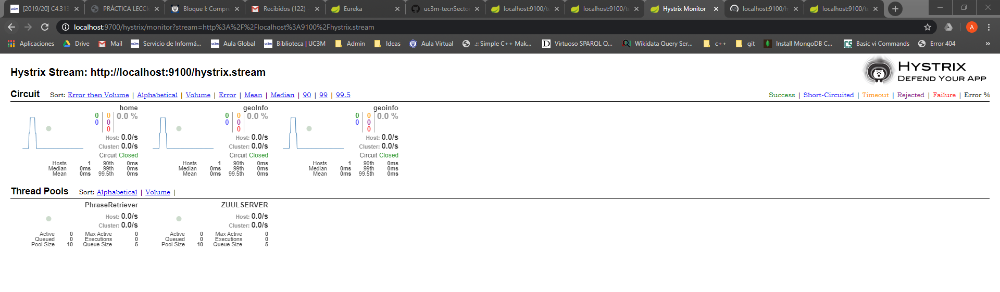 [2019/20] C4.313
PRÁCTICA LECCI
Bloque I: Compre
Recibidos (122) -
Eureka
uc3m-tecnSector
localhost:9100/te
localhost:9100/te
Hystrix Monitor
localhost:9100/h
localhost:9100/te
localhost:9700/hystrix/monitor?stream=http%3A%2F%2Flocalhost%3A9100%2Fhystrix.stream
A
Aplicaciones
Drive
Mail
uc3m Servicio de Informá...
uc3m Aula Global
uc3m Biblioteca | UC3M
Admin
Ideas
Aula Virtual
.:: Simple C++ Mak...
D Virtuoso SPARQL Q...
Wikidata Query Ser...
c++
git
Install MongoDB C...
CS Basic vi Commands
Error 404
»
Hystrix Stream: http://localhost:9100/hystrix.stream
HYSTRIX
DEFEND YOUR APP
Circuit Sort: Error then Volume | Alphabetical | Volume | Error | Mean | Median | 90 | 99 | 99.5
Success | Short-Circuited | Timeout | Rejected | Failure | Error %
home
0 0 0.0 %
0 0
0
Host: 0.0/s
Cluster: 0.0/s
Circuit Closed
Hosts 1 90th 0ms
Median 0ms 99th 0ms
Mean 0ms 99.5th 0ms
geoInfo
0 0 0.0 %
0 0
0
Host: 0.0/s
Cluster: 0.0/s
Circuit Closed
Hosts 1 90th 0ms
Median 0ms 99th 0ms
Mean 0ms 99.5th 0ms
geoinfo
0 0 0.0 %
0 0
0
Host: 0.0/s
Cluster: 0.0/s
Circuit Closed
Hosts 1 90th 0ms
Median 0ms 99th 0ms
Mean 0ms 99.5th 0ms
Thread Pools Sort: Alphabetical | Volume |
PhraseRetriever
Host: 0.0/s
Cluster: 0.0/s
Active 0 Max Active 0
Queued 0 Executions 0
Pool Size 10 Queue Size 5
ZUULSERVER
Host: 0.0/s
Cluster: 0.0/s
Active 0 Max Active 0
Queued 0 Executions 0
Pool Size 10 Queue Size 5